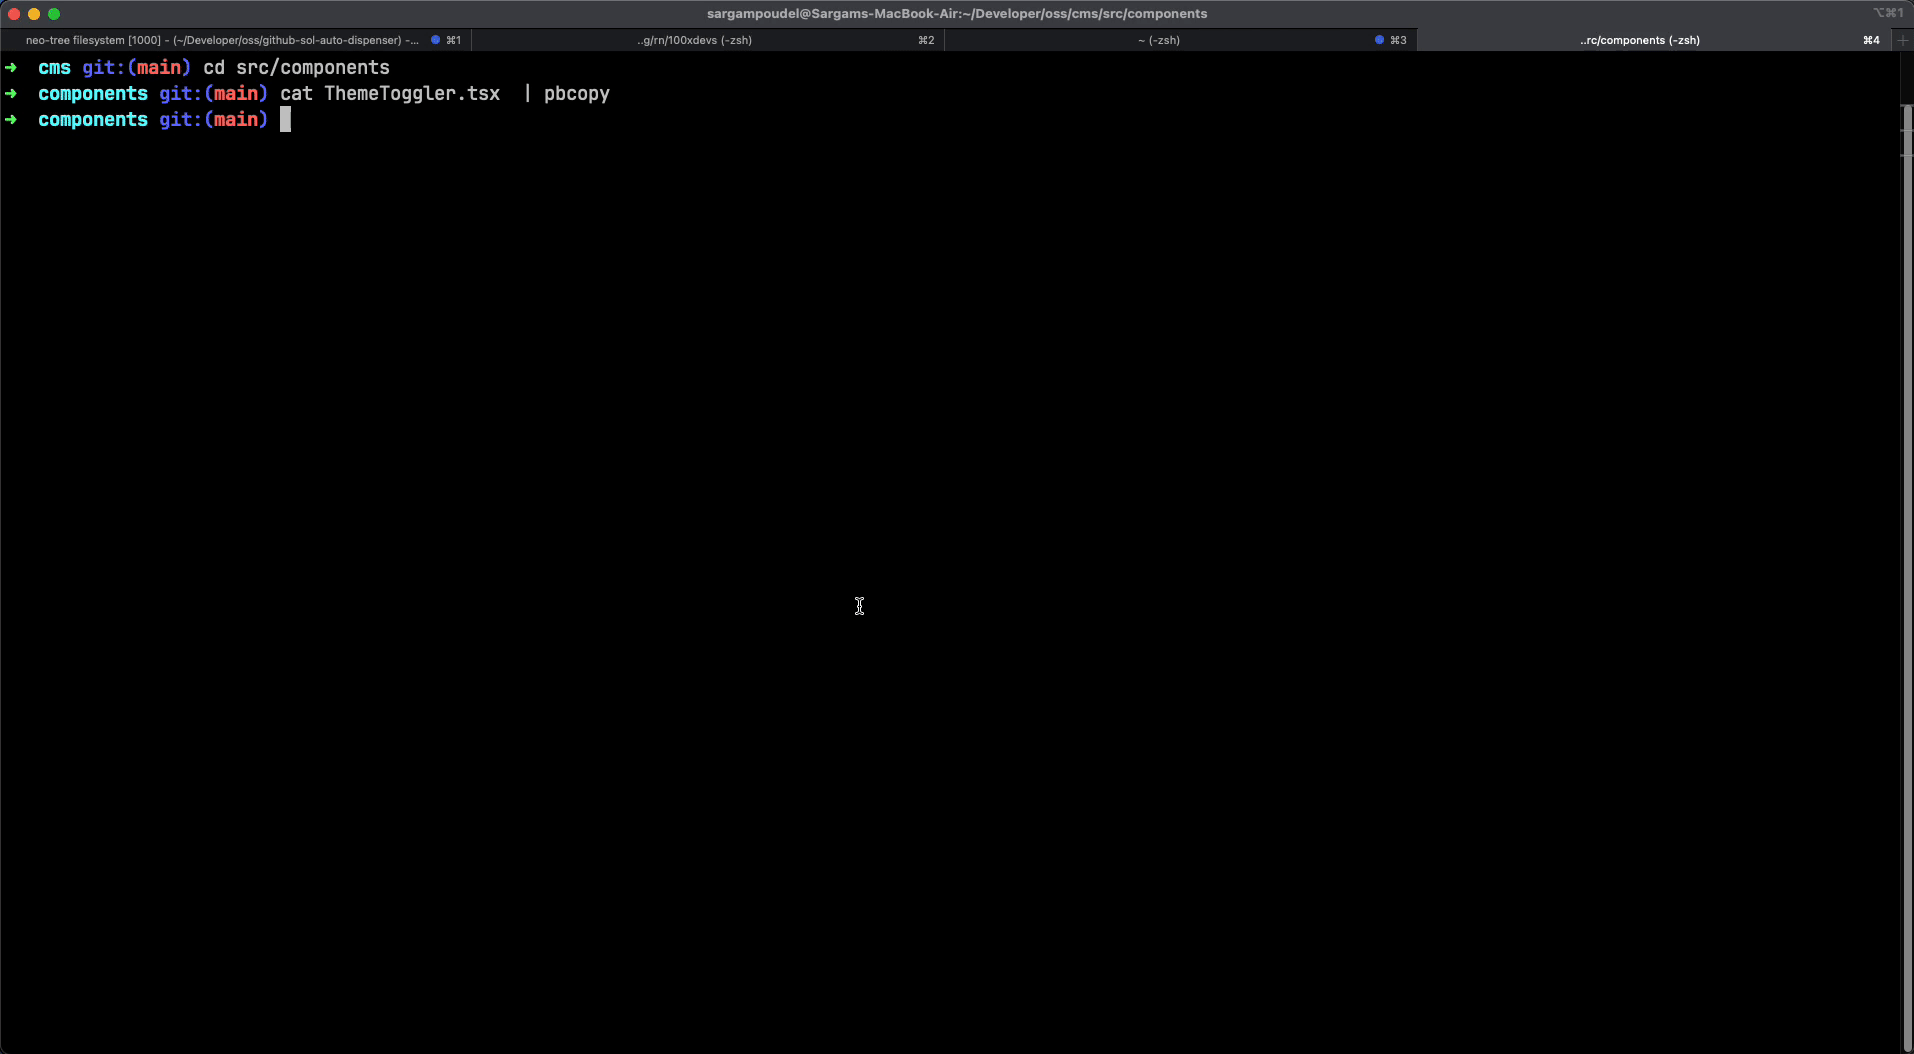 sargampoudel@Sargams-MacBook-Air:~/Developer/oss/cms/src/components ⌥⌘1
neo-tree filesystem [1000] - (~/Developer/oss/github-sol-auto-dispenser) -... ⌘1 ..g/rn/100xdevs (-zsh) ⌘2 ~ (-zsh) ⌘3 ..rc/components (-zsh) ⌘4 +
➜ cms git:(main) cd src/components
➜ components git:(main) cat ThemeToggler.tsx  | pbcopy
➜ components git:(main)